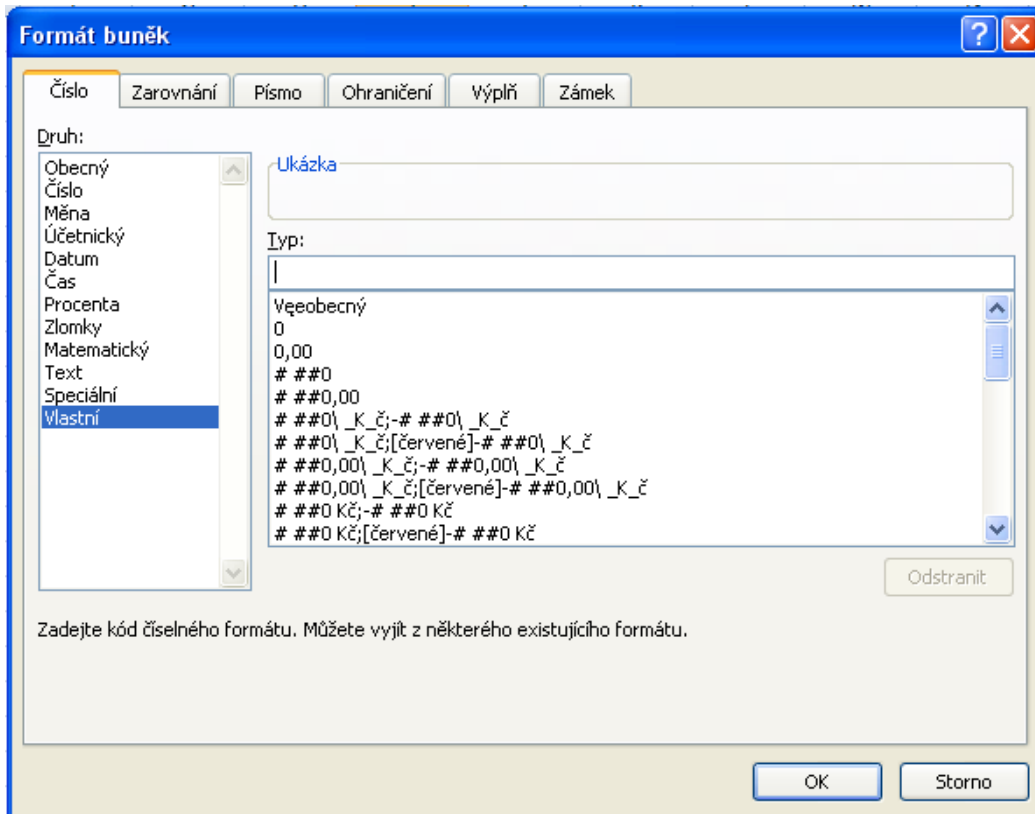 Formát buněk
Číslo Zarovnání Písmo Ohraničení Výplň Zámek
Druh:
Obecný
Číslo
Měna
Účetnický
Datum
Čas
Procenta
Zlomky
Matematický
Text
Speciální
Vlastní
Ukázka
Typ:
Vęeobecný
0
0,00
# ##0
# ##0,00
# ##0\ _K_č;-# ##0\ _K_č
# ##0\ _K_č;[červené]-# ##0\ _K_č
# ##0,00\ _K_č;-# ##0,00\ _K_č
# ##0,00\ _K_č;[červené]-# ##0,00\ _K_č
# ##0 Kč;-# ##0 Kč
# ##0 Kč;[červené]-# ##0 Kč
Odstranit
Zadejte kód číselného formátu. Můžete vyjít z některého existujícího formátu.
OK Storno